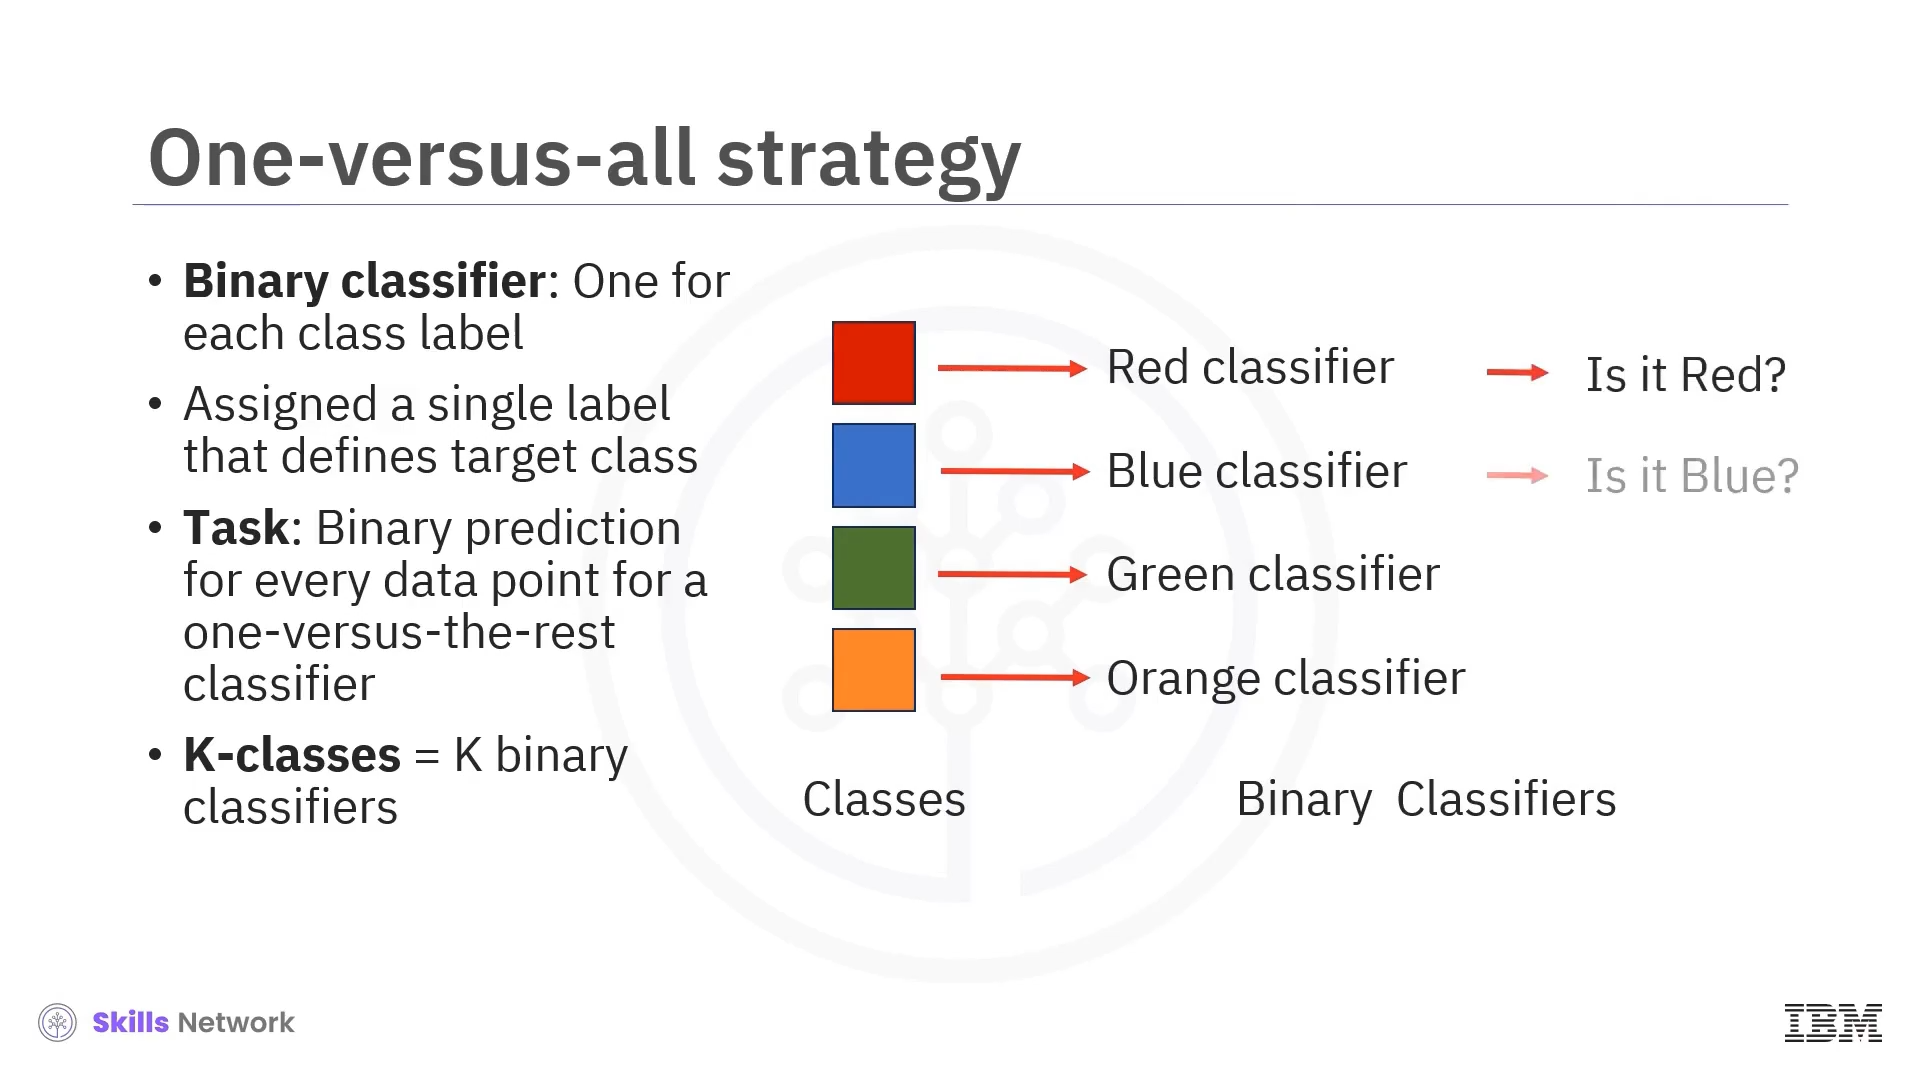 One-versus-all strategy
• Binary classifier: One for
each class label
• Assigned a single label
that defines target class
• Task: Binary prediction
for every data point for a
one-versus-the-rest
classifier
• K-classes = K binary
classifiers
Red classifier
Is it Red?
Blue classifier
Is it Blue?
Green classifier
Orange classifier
Classes
Binary Classifiers
Skills Network
IBM